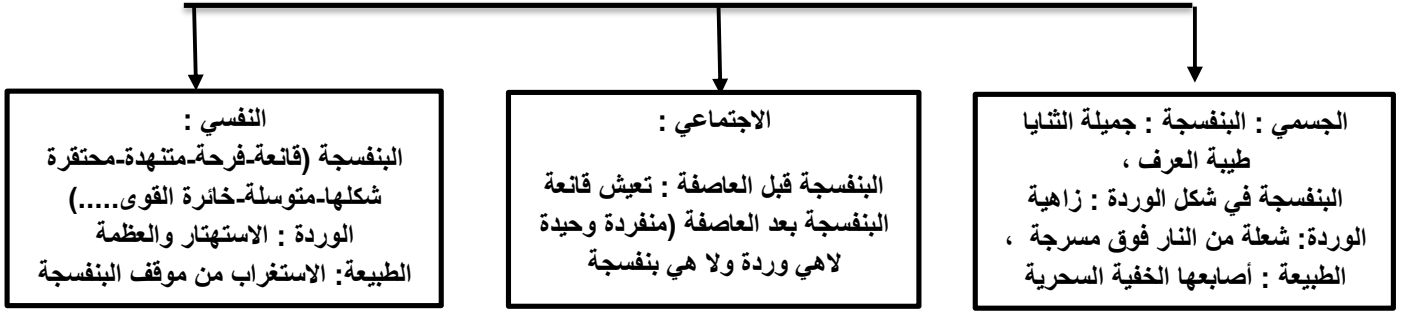 الجسمي : البنفسجة : جميلة الثنايا
طيبة العرف ،
البنفسجة في شكل الوردة : زاهية
الوردة: شعلة من النار فوق مسرجة ،
الطبيعة : أصابعها الخفية السحرية
الاجتماعي :
البنفسجة قبل العاصفة : تعيش قانعة
البنفسجة بعد العاصفة (منفردة وحيدة
لاهي وردة ولا هي بنفسجة
النفسي :
البنفسجة (قانعة-فرحة-متنهدة-محتقرة
شكلها-متوسلة-خائرة القوى.....)
الوردة : الاستهتار والعظمة
الطبيعة: الاستغراب من موقف البنفسجة